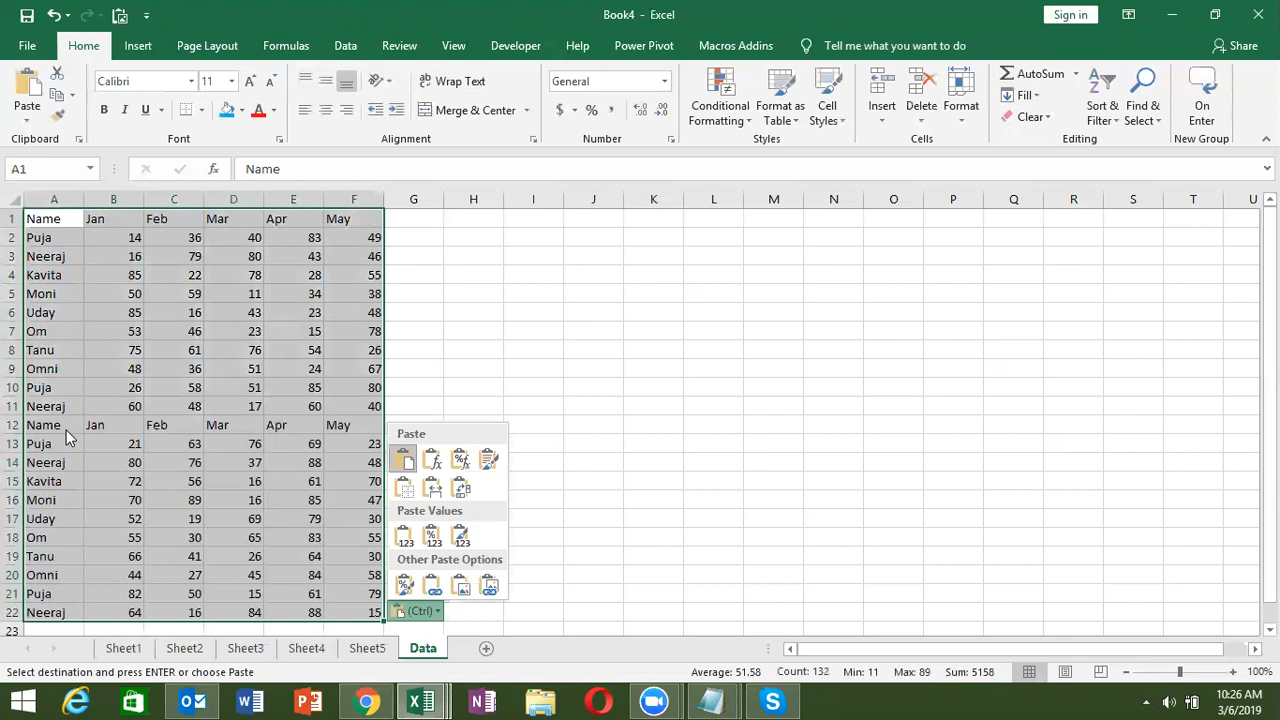 Book4 - Excel
Sign in
File Home Insert Page Layout Formulas Data Review View Developer Help Power Pivot Macros Addins Tell me what you want to do Share
Paste
Clipboard
Calibri 11
B I U
Font
Wrap Text
Merge & Center
Alignment
General
$ % ,
Number
Conditional Formatting
Format as Table
Cell Styles
Styles
Insert Delete Format
Cells
AutoSum
Fill
Clear
Sort & Filter
Find & Select
Editing
On Enter
New Group
A1 fx Name
A B C D E F G H I J K L M N O P Q R S T U
1 Name Jan Feb Mar Apr May
2 Puja 14 36 40 83 49
3 Neeraj 16 79 80 43 46
4 Kavita 85 22 78 28 55
5 Moni 50 59 11 34 38
6 Uday 85 16 43 23 48
7 Om 53 46 23 15 78
8 Tanu 75 61 76 54 26
9 Omni 48 36 51 24 67
10 Puja 26 58 51 85 80
11 Neeraj 60 48 17 60 40
12 Name Jan Feb Mar Apr May
13 Puja 21 63 76 69 23
14 Neeraj 80 76 37 88 48
15 Kavita 72 56 16 61 71
16 Moni 70 89 16 85 47
17 Uday 52 19 69 79 30
18 Om 55 30 65 83 55
19 Tanu 66 41 26 64 30
20 Omni 44 27 45 84 58
21 Puja 82 50 15 61 79
22 Neeraj 64 16 84 88 15
23
Paste
Paste Values
123 123 123
Other Paste Options
(Ctrl)
Sheet1 Sheet2 Sheet3 Sheet4 Sheet5 Data
Select destination and press ENTER or choose Paste
Average: 51.58 Count: 132 Min: 11 Max: 89 Sum: 5158
100%
10:26 AM
3/6/2019